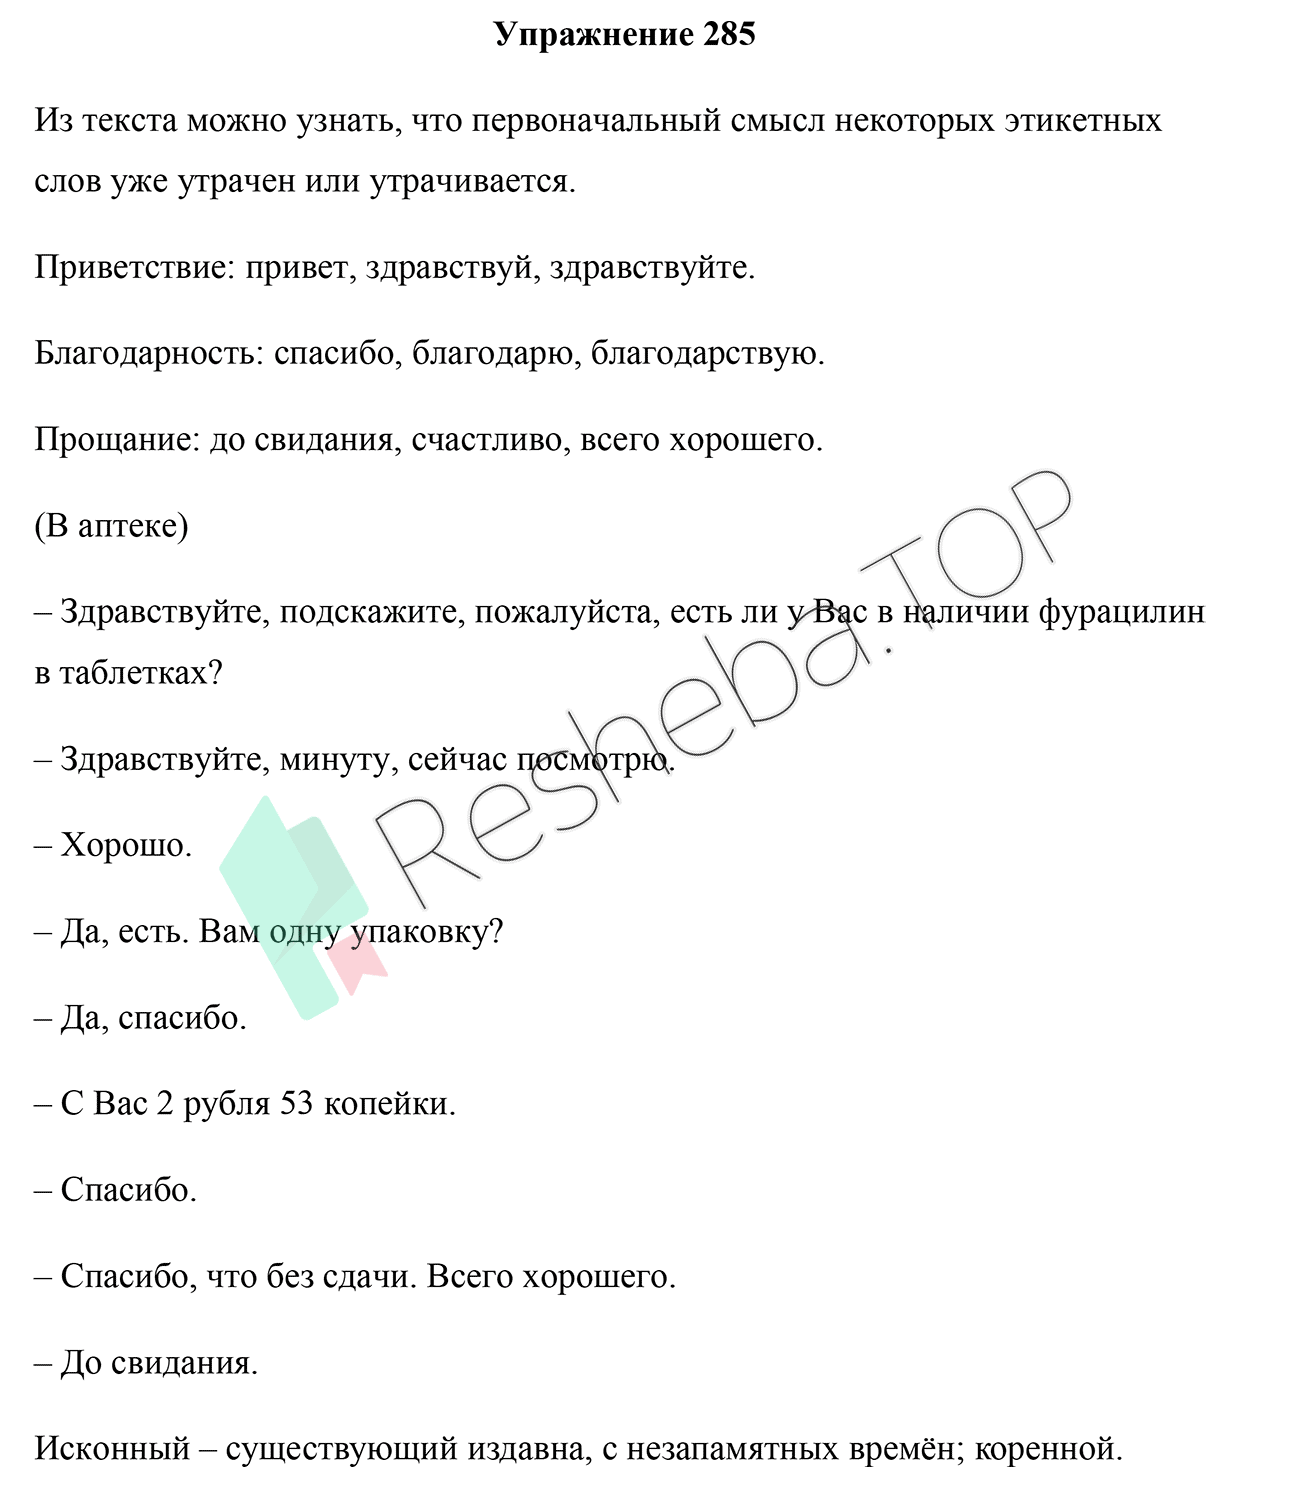 Упражнение 285
Из текста можно узнать, что первоначальный смысл некоторых этикетных
слов уже утрачен или утрачивается.
Приветствие: привет, здравствуй, здравствуйте.
Благодарность: спасибо, благодарю, благодарствую.
Прощание: до свидания, счастливо, всего хорошего.
(В аптеке)
– Здравствуйте, подскажите, пожалуйста, есть ли у Вас в наличии фурацилин
в таблетках?
– Здравствуйте, минуту, сейчас посмотрю.
– Хорошо.
– Да, есть. Вам одну упаковку?
– Да, спасибо.
– С Вас 2 рубля 53 копейки.
– Спасибо.
– Спасибо, что без сдачи. Всего хорошего.
– До свидания.
Исконный – существующий издавна, с незапамятных времён; коренной.
Resheba.TOP